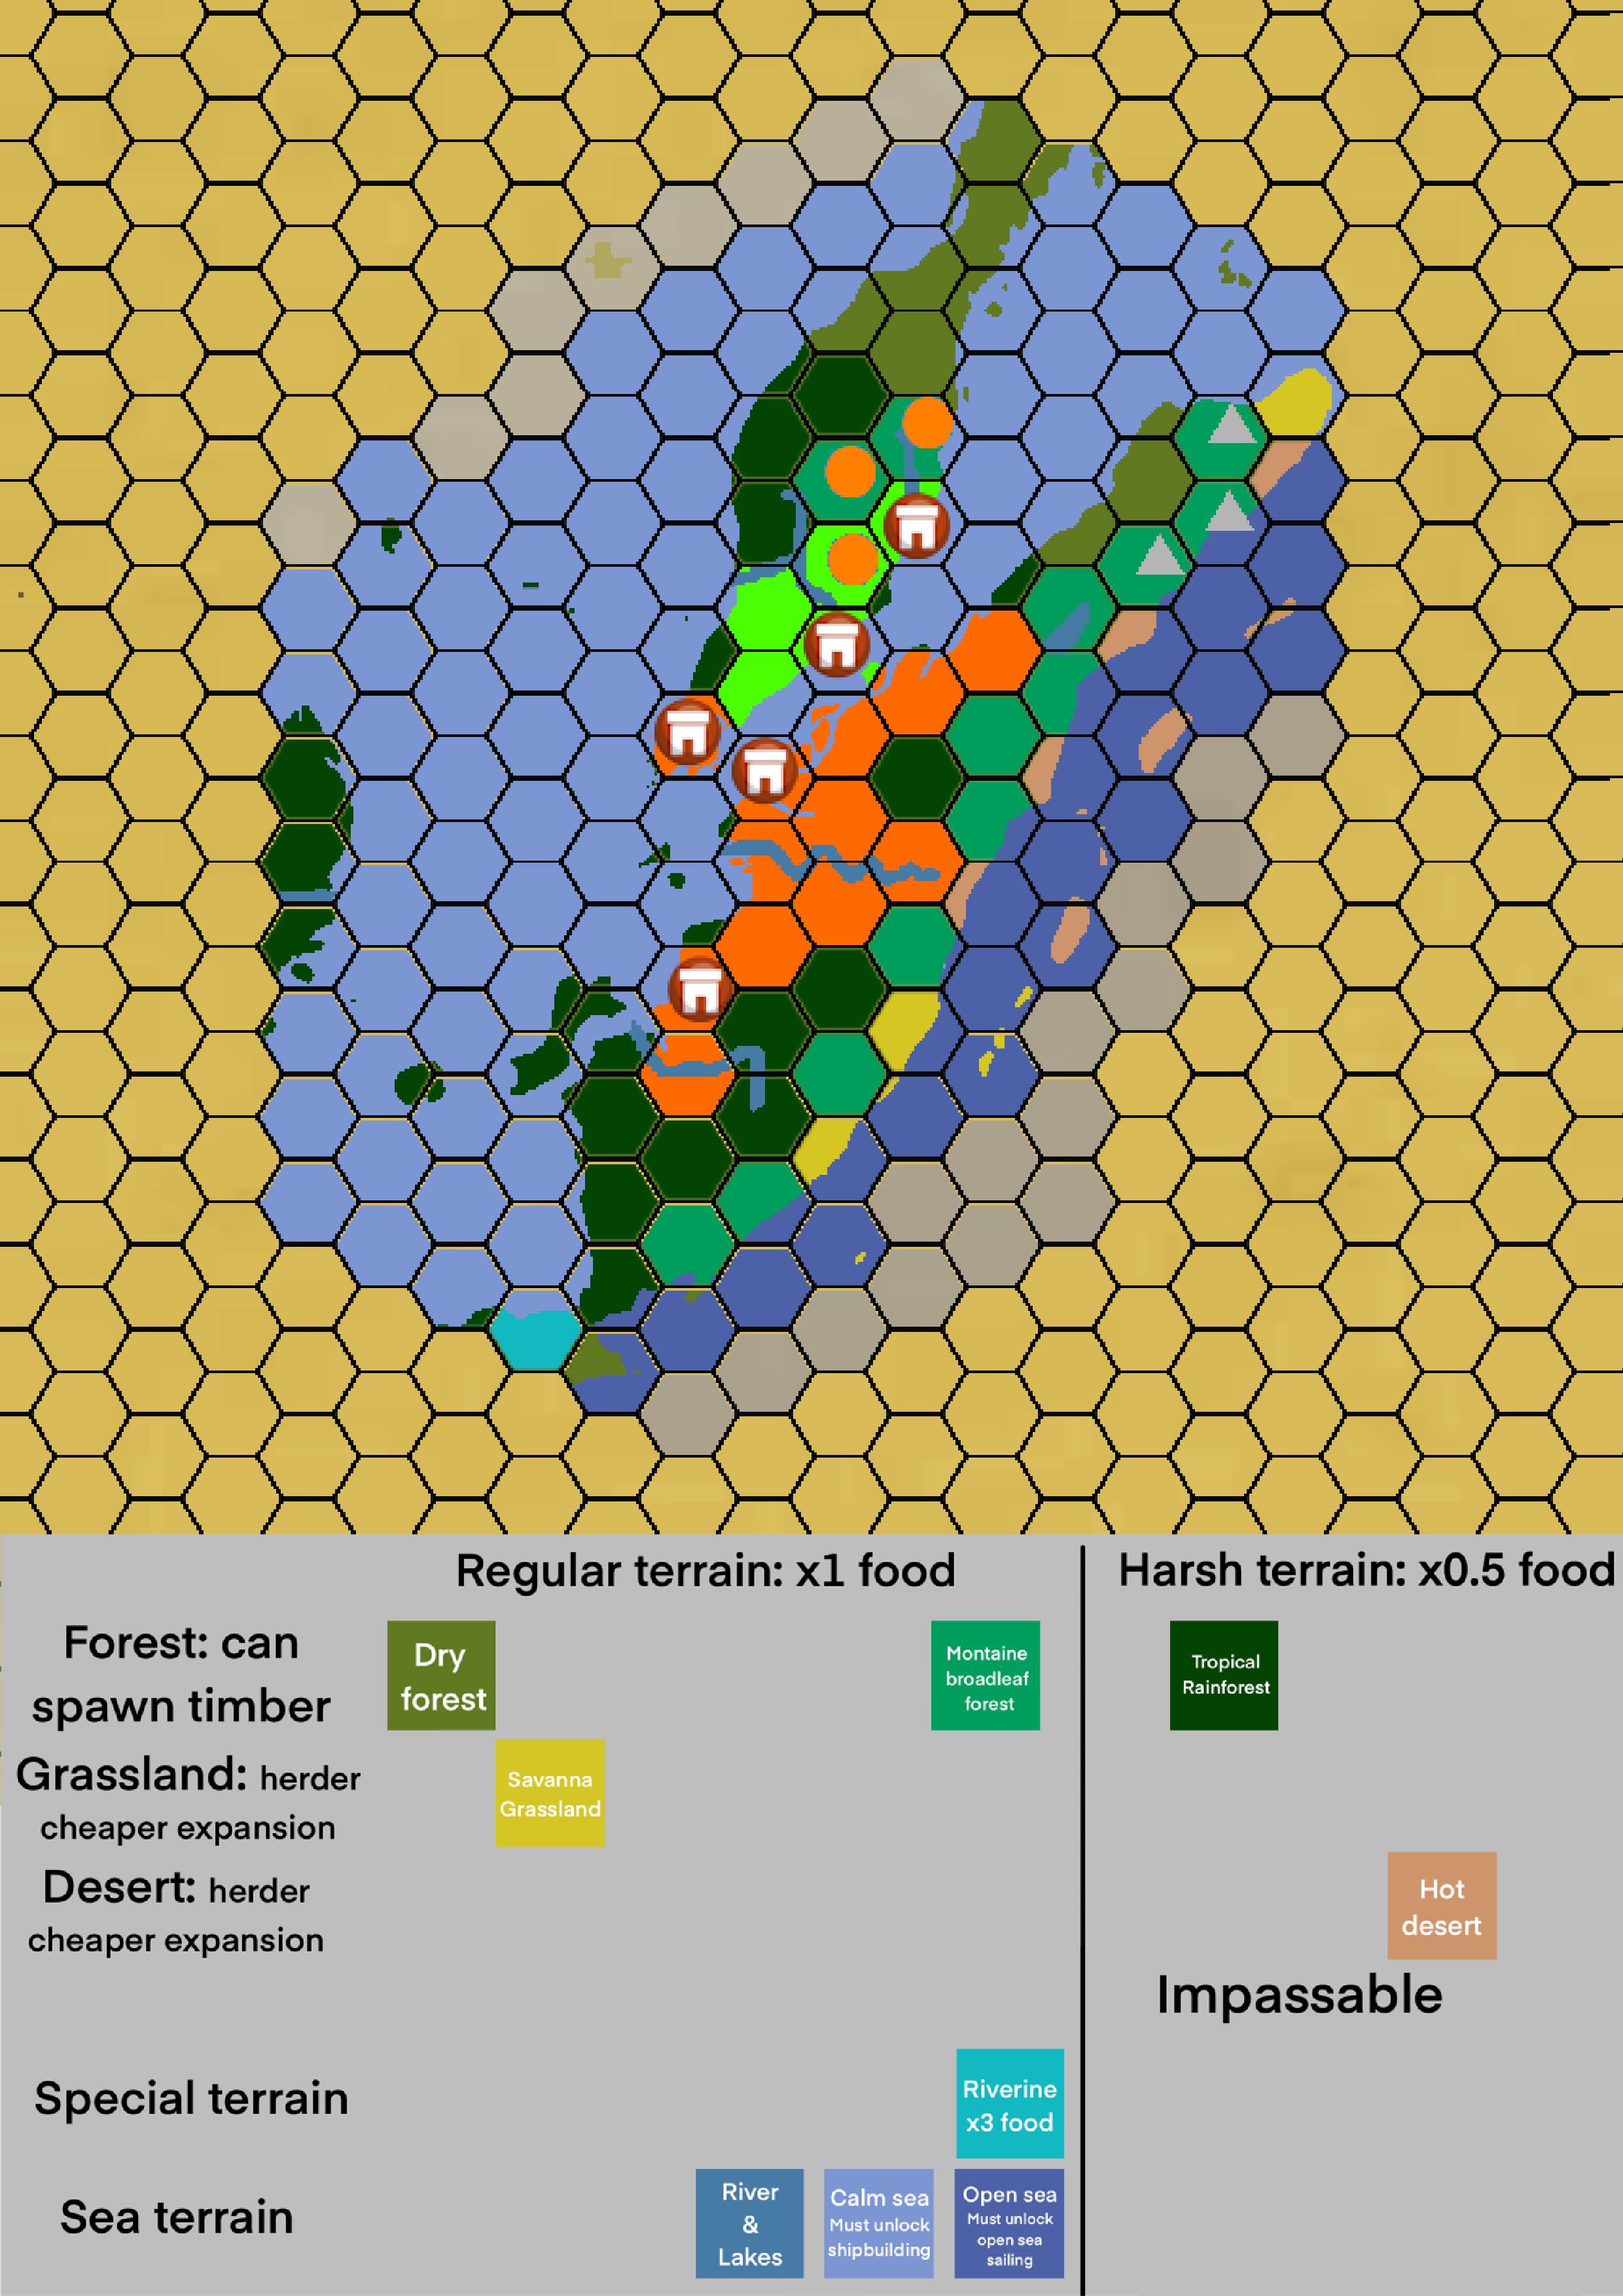 Regular terrain: x1 food
Harsh terrain: x0.5 food
Forest: can
spawn timber
Dry
forest
Montaine
broadleaf
forest
Tropical
Rainforest
Grassland: herder
cheaper expansion
Savanna
Grassland
Desert: herder
cheaper expansion
Hot
desert
Impassable
Special terrain
Riverine
x3 food
Sea terrain
River
&
Lakes
Calm sea
Must unlock
shipbuilding
Open sea
Must unlock
open sea
sailing